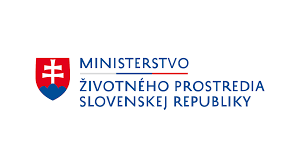 MINISTERSTVO
ŽIVOTNÉHO PROSTREDIA
SLOVENSKEJ REPUBLIKY